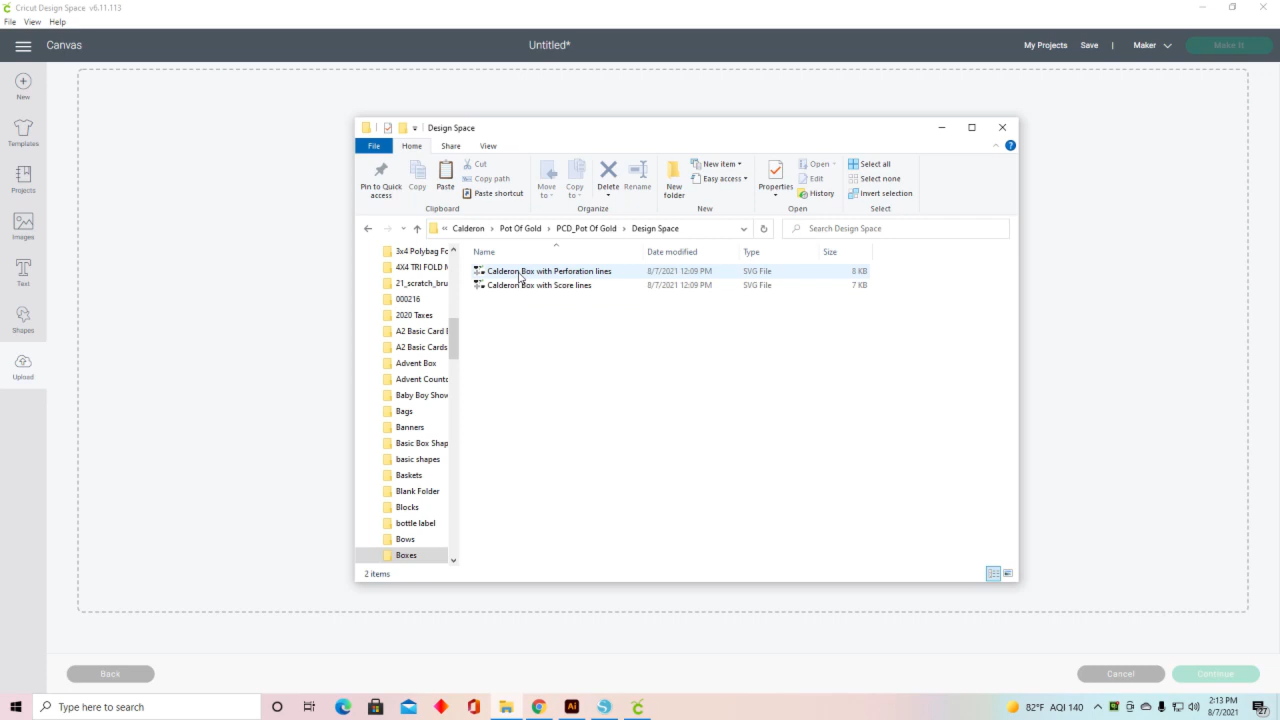 Cricut Design Space v6.11.113
File View Help
Canvas
Untitled*
My Projects Save | Maker Make It
New
Templates
Projects
Images
Text
Shapes
Upload
Design Space
File Home Share View
Pin to Quick access
Copy
Paste
Cut
Copy path
Paste shortcut
Clipboard
Move to
Copy to
Delete
Rename
Organize
New folder
New item
Easy access
New
Properties
Open
Edit
History
Open
Select all
Select none
Invert selection
Select
« Calderon > Pot Of Gold > PCD_Pot Of Gold > Design Space
Search Design Space
Name Date modified Type Size
Calderon Box with Perforation lines 8/7/2021 12:09 PM SVG File 8 KB
Calderon Box with Score lines 8/7/2021 12:09 PM SVG File 7 KB
3x4 Polybag Fc
4X4 TRI FOLD N
21_scratch_bru
000216
2020 Taxes
A2 Basic Card E
A2 Basic Cards
Advent Box
Advent Countc
Baby Boy Show
Bags
Banners
Basic Box Shap
basic shapes
Baskets
Blank Folder
Blocks
bottle label
Bows
Boxes
2 items
Back
Cancel
Continue
Type here to search
82°F AQI 140
2:13 PM
8/7/2021
27